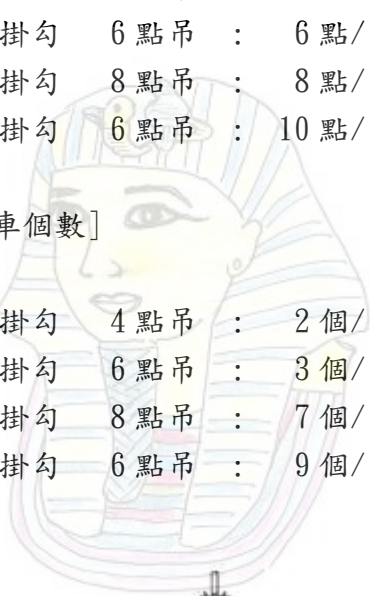 掛勾 6點吊 : 6點/
掛勾 8點吊 : 8點/
掛勾 6點吊 : 10點/
車個數]
掛勾 4點吊 : 2個/
掛勾 6點吊 : 3個/
掛勾 8點吊 : 7個/
掛勾 6點吊 : 9個/